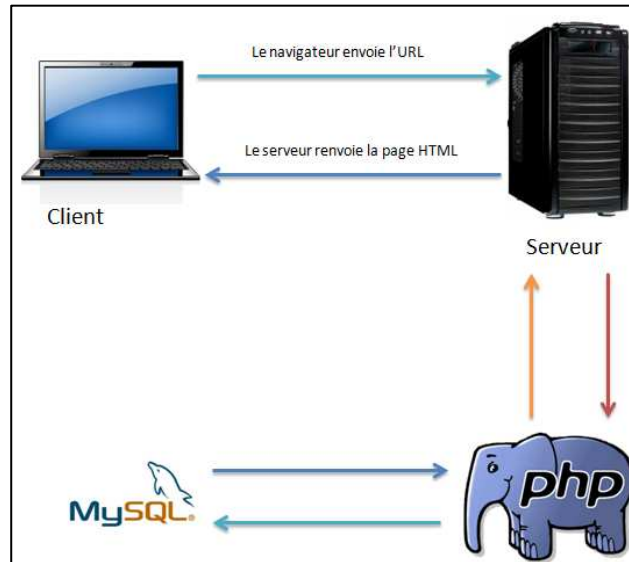 Le navigateur envoie l’URL
Le serveur renvoie la page HTML
Client
Serveur
MySQL®
php